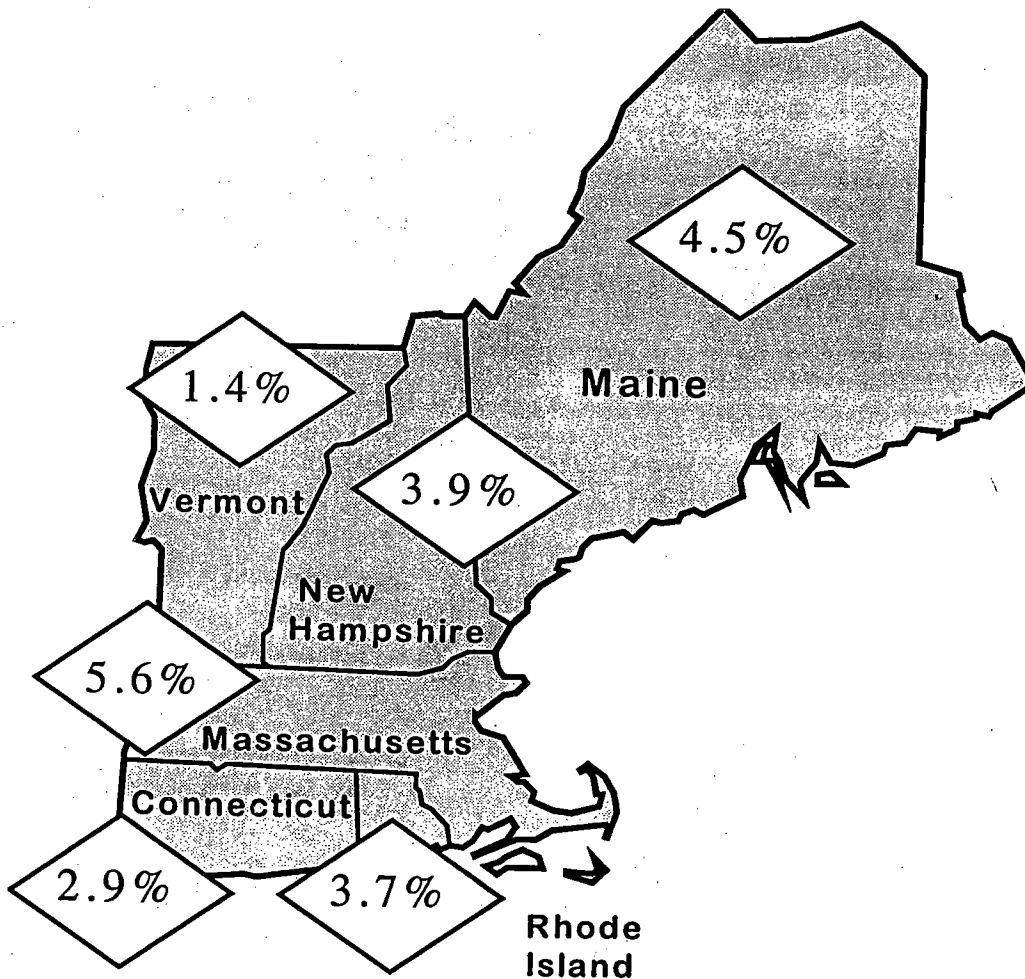 4.5%
Maine
1.4%
Vermont
3.9%
New
Hampshire
5.6%
Massachusetts
Connecticut
2.9%
3.7%
Rhode
Island